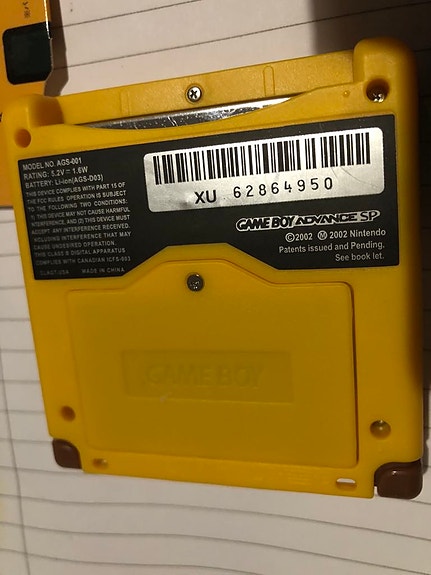 MODEL NO. AGS-001
RATING: 5.2V⎓1.6W
BATTERY: Li-ion(AGS-D03)
THIS DEVICE COMPLIES WITH PART 15 OF
THE FCC RULES. OPERATION IS SUBJECT
TO THE FOLLOWING TWO CONDITIONS:
1) THIS DEVICE MAY NOT CAUSE HARMFUL
INTERFERENCE, AND (2) THIS DEVICE MUST
ACCEPT ANY INTERFERENCE RECEIVED.
INCLUDING INTERFERENCE THAT MAY
CAUSE UNDESIRED OPERATION.
THIS CLASS B DIGITAL APPARATUS
COMPLIES WITH CANADIAN ICFS-003
MADE IN CHINA
XU 62864950
GAME BOY ADVANCE SP
©2002 Ⓜ 2002 Nintendo
Patents issued and Pending.
See book let.
GAME BOY